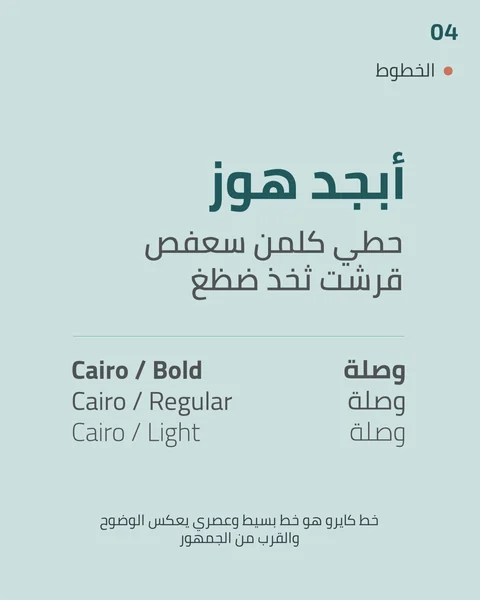 04
الخطوط
أبجد هوز
حطي كلمن سعفص
قرشت ثخذ ضظغ
Cairo / Bold وصلة
Cairo / Regular وصلة
Cairo / Light وصلة
خط كايرو هو خط بسيط وعصري يعكس الوضوح
والقرب من الجمهور